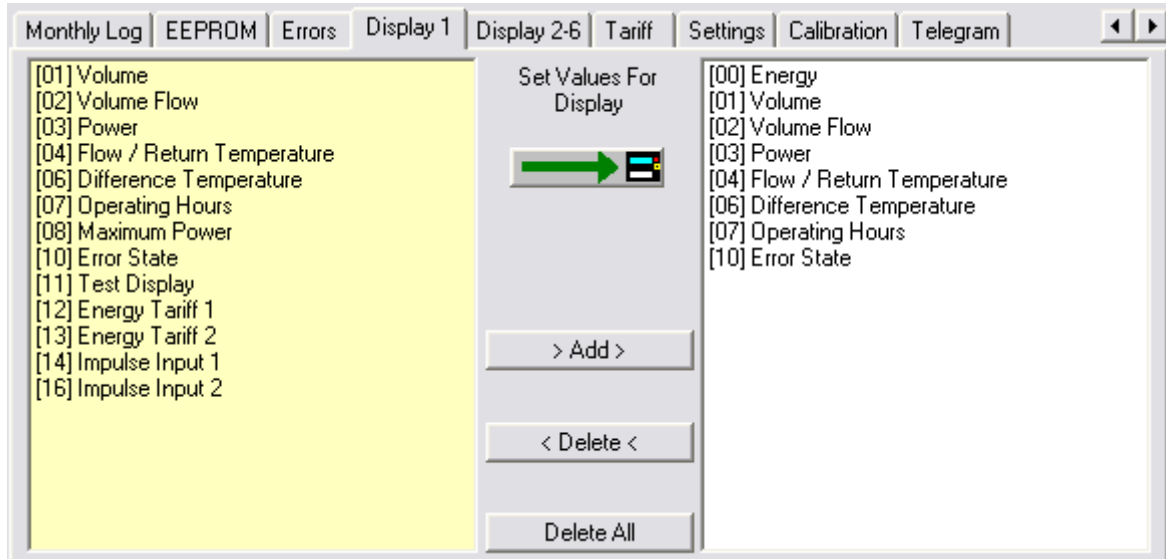 Monthly Log EEPROM Errors Display 1 Display 2-6 Tariff Settings Calibration Telegram
[01] Volume
[02] Volume Flow
[03] Power
[04] Flow / Return Temperature
[06] Difference Temperature
[07] Operating Hours
[08] Maximum Power
[10] Error State
[11] Test Display
[12] Energy Tariff 1
[13] Energy Tariff 2
[14] Impulse Input 1
[16] Impulse Input 2
Set Values For
Display
> Add >
< Delete <
Delete All
[00] Energy
[01] Volume
[02] Volume Flow
[03] Power
[04] Flow / Return Temperature
[06] Difference Temperature
[07] Operating Hours
[10] Error State